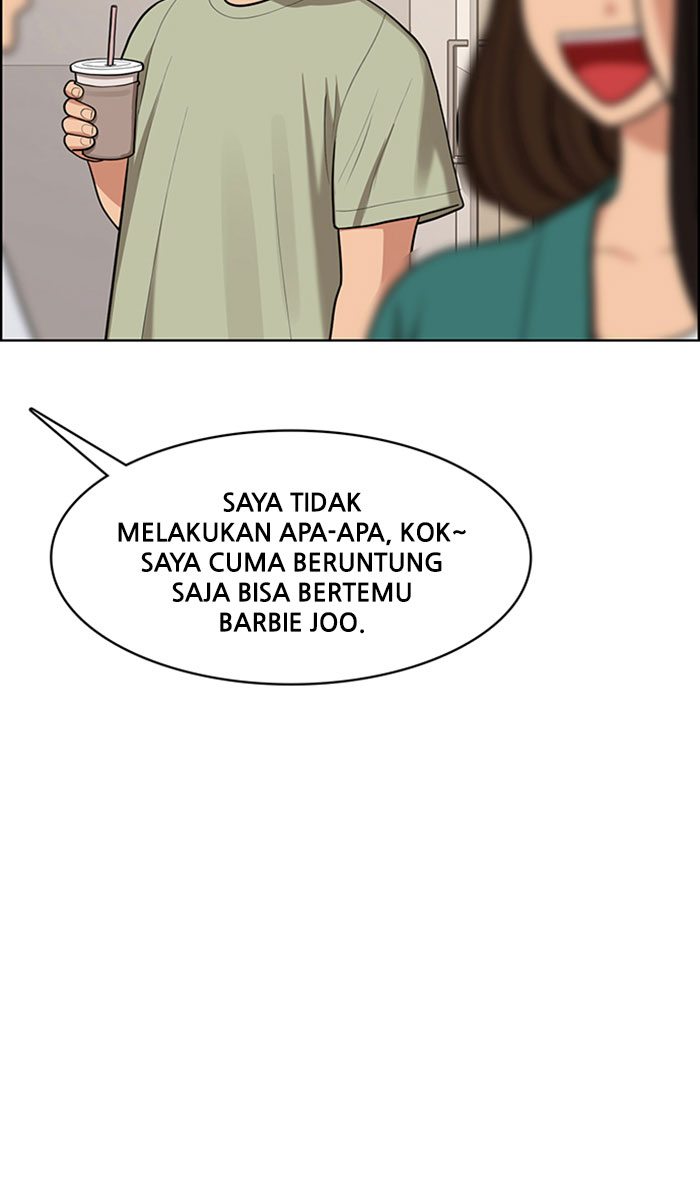 SAYA TIDAK
MELAKUKAN APA-APA, KOK~
SAYA CUMA BERUNTUNG
SAJA BISA BERTEMU
BARBIE JOO.